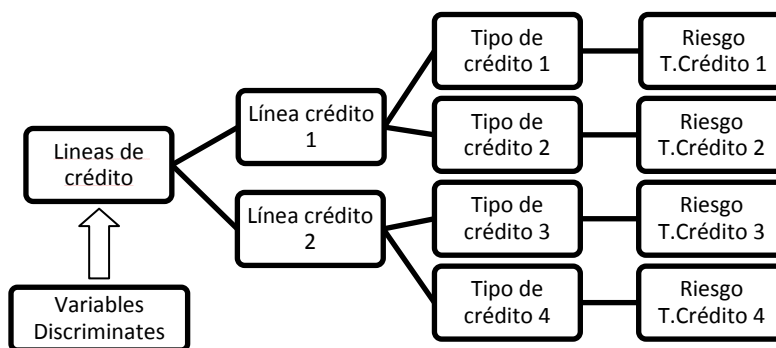 Lineas de
crédito
Variables
Discriminates
Línea crédito
1
Línea crédito
2
Tipo de
crédito 1
Tipo de
crédito 2
Tipo de
crédito 3
Tipo de
crédito 4
Riesgo
T.Crédito 1
Riesgo
T.Crédito 2
Riesgo
T.Crédito 3
Riesgo
T.Crédito 4